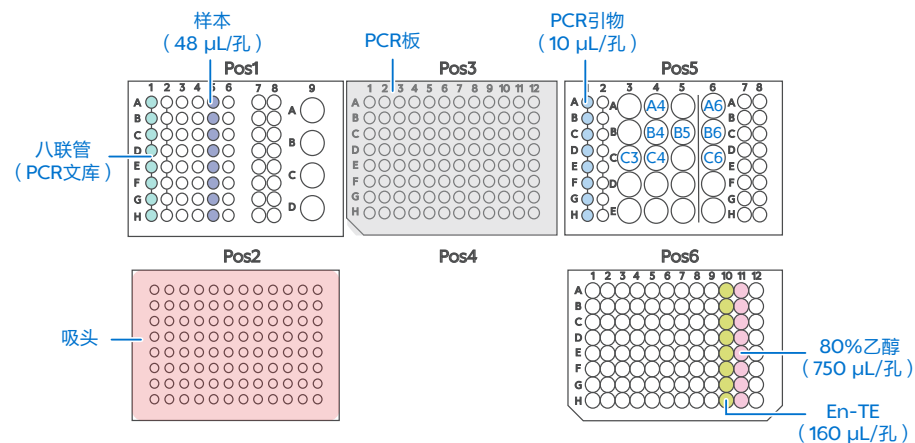 样本
(48 μL/孔)
PCR板
PCR引物
(10 μL/孔)
Pos1
Pos3
Pos5
1 2 3 4 5 6 7 8 9
1 2 3 4 5 6 7 8 9 10 11 12
1 2 3 4 5 6 7 8
A B C D E F G H
A B C D
A B C D E F G H
A B C D E F G H
A B C D E
A4 A6
B4 B5 B6
C3 C4 C6
A B C D E F G H
八联管
(PCR文库)
Pos2
Pos4
Pos6
1 2 3 4 5 6 7 8 9 10 11 12
A B C D E F G H
吸头
80%乙醇
(750 μL/孔)
En-TE
(160 μL/孔)